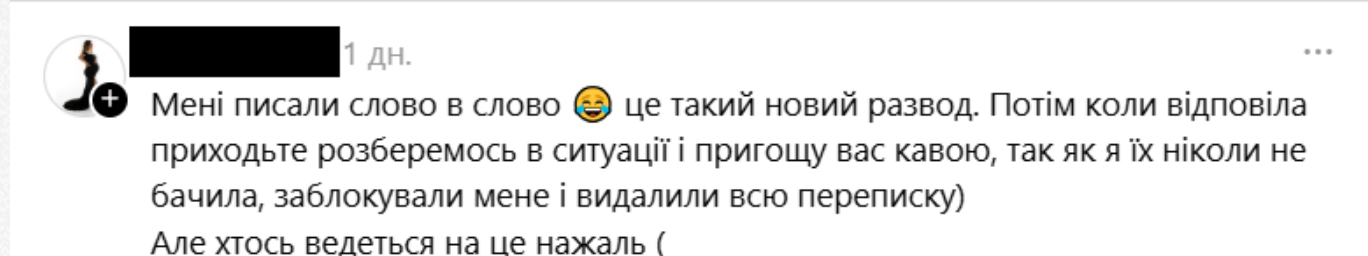 1 дн.
Мені писали слово в слово 😂 це такий новий развод. Потім коли відповіла
приходьте розберемось в ситуації і пригощу вас кавою, так як я їх ніколи не
бачила, заблокували мене і видалили всю переписку)
Але хтось ведеться на це нажаль (